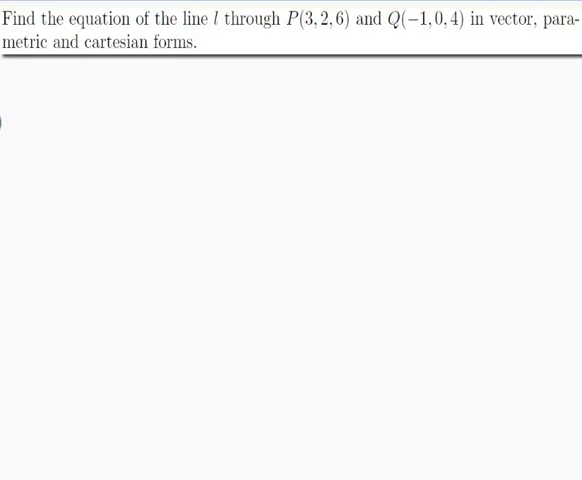 Find the equation of the line l through P(3, 2, 6) and Q(−1, 0, 4) in vector, para-
metric and cartesian forms.